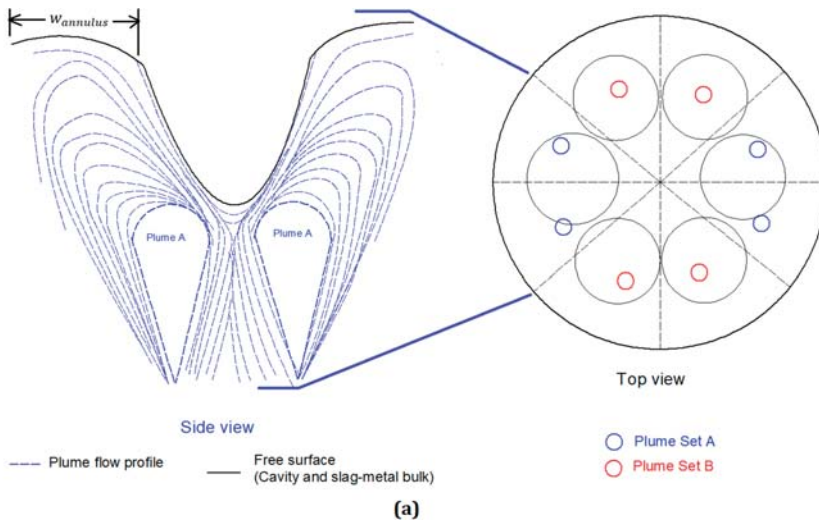 w_annulus
Plume A
Plume A
Side view
Plume flow profile
Free surface
(Cavity and slag-metal bulk)
Top view
Plume Set A
Plume Set B
(a)